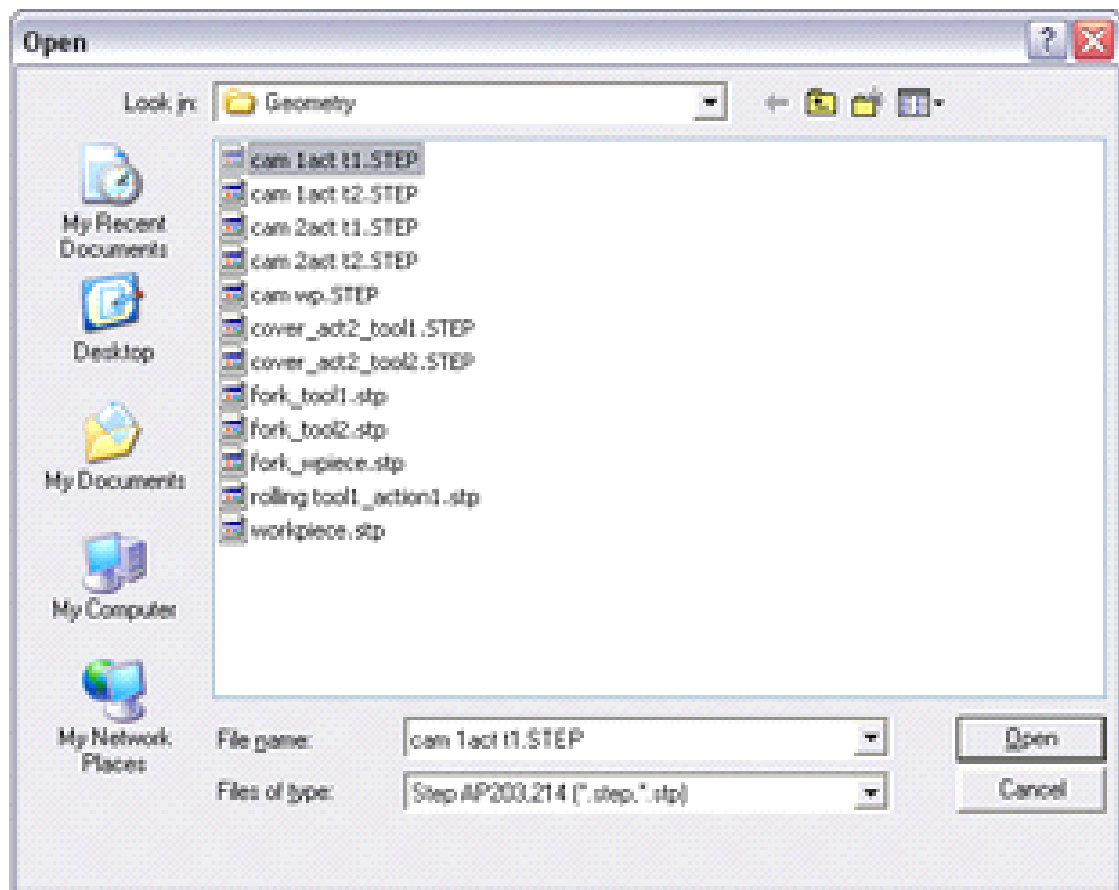 Open
Look in: Geometry
My Recent
Documents
Desktop
My Documents
My Computer
My Network
Places
cam 1act t1.STEP
cam 1act t2.STEP
cam 2act t1.STEP
cam 2act t2.STEP
cam wp.STEP
cover_act2_tool1.STEP
cover_act2_tool2.STEP
fork_tool1.stp
fork_tool2.stp
fork_wpiece.stp
rolling tool1_action1.stp
workpiece.stp
File name: cam 1act t1.STEP Open
Files of type: Step AP203.214 (*.step,*.stp) Cancel